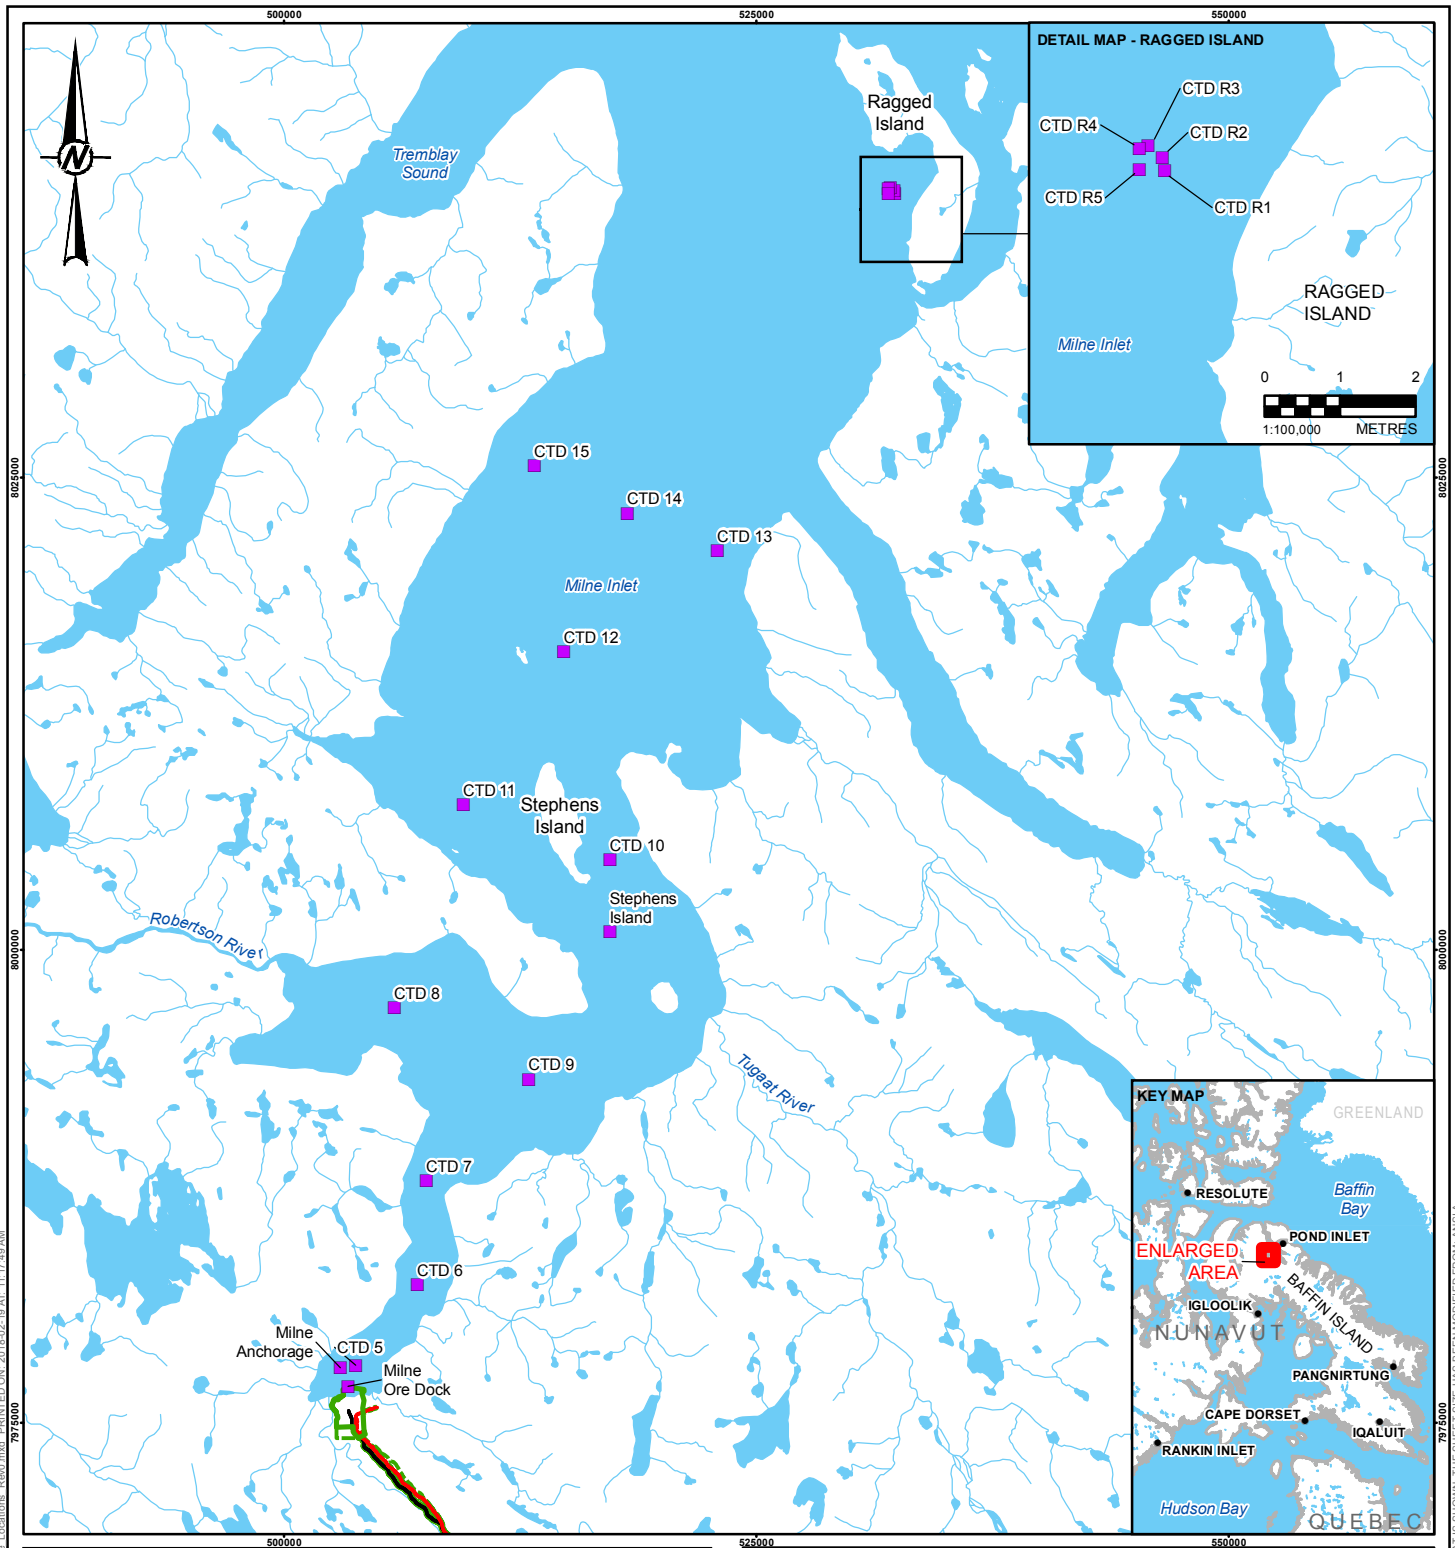 500000
525000
550000
DETAIL MAP - RAGGED ISLAND
CTD R3
CTD R4
CTD R2
CTD R5
CTD R1
RAGGED
ISLAND
Milne Inlet
0 1 2
1:100,000 METRES
N
Ragged
Island
Tremblay
Sound
8025000
8025000
CTD 15
CTD 14
CTD 13
Milne Inlet
CTD 12
CTD 11
Stephens
Island
CTD 10
Stephens
Island
Robertson River
8000000
8000000
CTD 8
CTD 9
Tugaat River
CTD 7
CTD 6
Milne
Anchorage
CTD 5
Milne
Ore Dock
7975000
7975000
KEY MAP
GREENLAND
RESOLUTE
Baffin
Bay
POND INLET
ENLARGED
AREA
BAFFIN ISLAND
IGLOOLIK
NUNAVUT
PANGNIRTUNG
CAPE DORSET
IQALUIT
RANKIN INLET
Hudson Bay
QUEBEC
500000
525000
550000